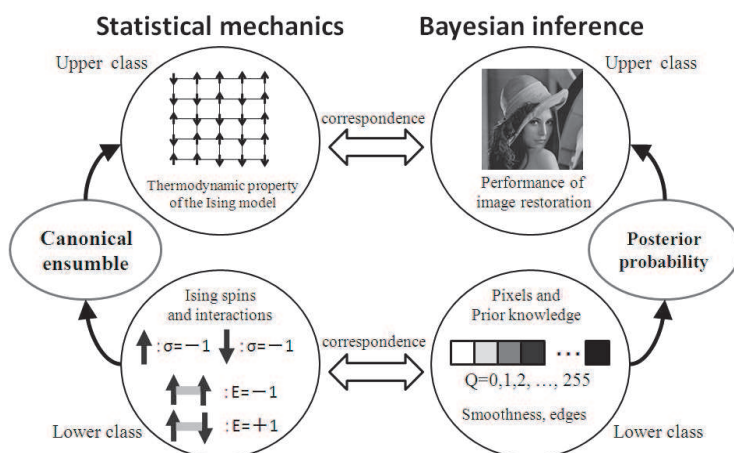 Statistical mechanics
Bayesian inference
Upper class
Upper class
correspondence
Thermodynamic property
of the Ising model
Performance of
image restoration
Canonical
ensumble
Posterior
probability
Ising spins
and interactions
:σ=−1 :σ=−1
:E=−1
:E=+1
correspondence
Pixels and
Prior knowledge
...
Q=0,1,2, ..., 255
Smoothness, edges
Lower class
Lower class